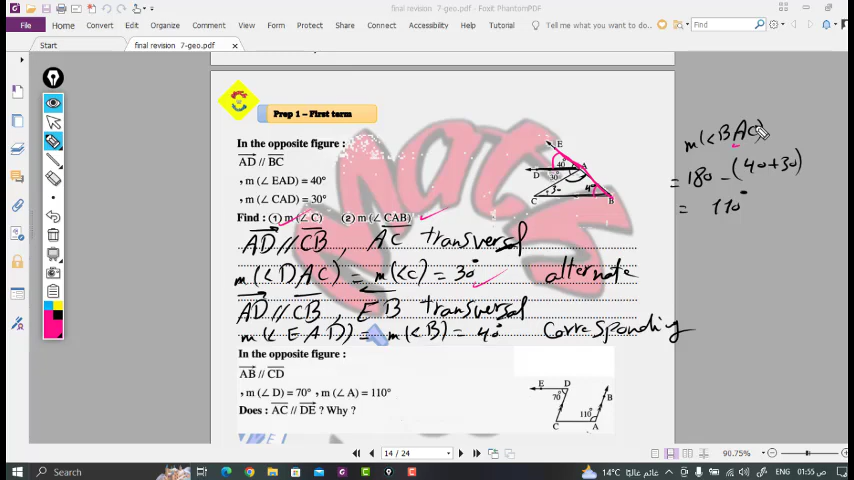 final revision 7-geo.pdf - Foxit PhantomPDF
File Home Convert Edit Organize Comment View Form Protect Share Connect Accessibility Help Tutorial
Tell me what you want to do...
Find
Start
final revision 7-geo.pdf
Prep 1 – First term
In the opposite figure :
AD // BC
, m (∠ EAD) = 40°
, m (∠ CAD) = 30°
Find : (1) m (∠ C) (2) m (∠ CAB)
E
40
A
D
30°
C
3°
4°
B
AD // CB , AC transversal
m(<DAC) = m(<c) = 30° alternate
AD // CB , EB transversal
m(<EAD) = m(<B) = 40° Corresponding
m(<BAC)
= 180 - (40+30)
= 110°
In the opposite figure :
AB // CD
, m (∠ D) = 70° , m (∠ A) = 110°
Does : AC // DE ? Why ?
E D
70°
B
110°
C A
14 / 24
90.75%
Search
14°C غائم غالبًا
ENG
01:55 ص